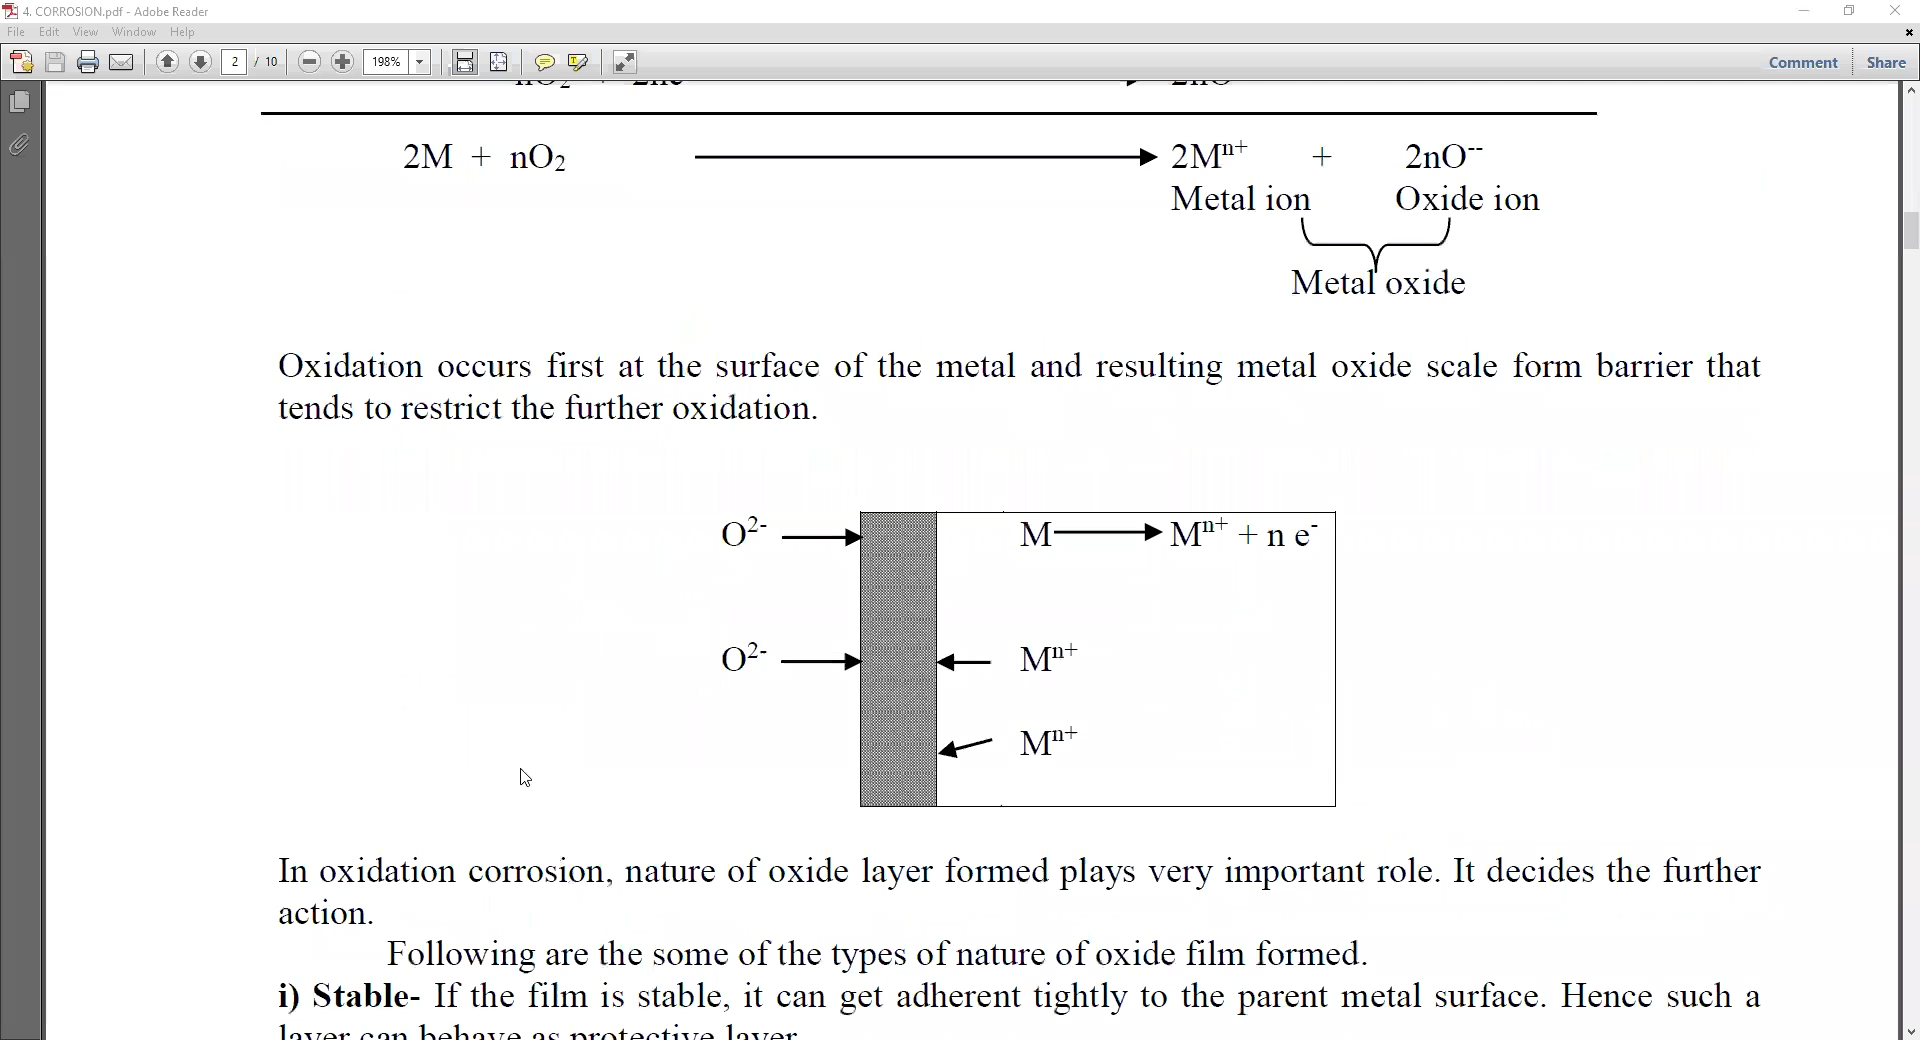 4. CORROSION.pdf - Adobe Reader
File Edit View Window Help
2 / 10 198% Comment Share
2M + nO₂ 2Mⁿ⁺ + 2nO⁻⁻
Metal ion Oxide ion
Metal oxide
Oxidation occurs first at the surface of the metal and resulting metal oxide scale form barrier that
tends to restrict the further oxidation.
O²⁻ M Mⁿ⁺ + n e⁻
O²⁻ Mⁿ⁺
Mⁿ⁺
In oxidation corrosion, nature of oxide layer formed plays very important role. It decides the further
action.
Following are the some of the types of nature of oxide film formed.
i) Stable- If the film is stable, it can get adherent tightly to the parent metal surface. Hence such a
layer can behave as protective layer